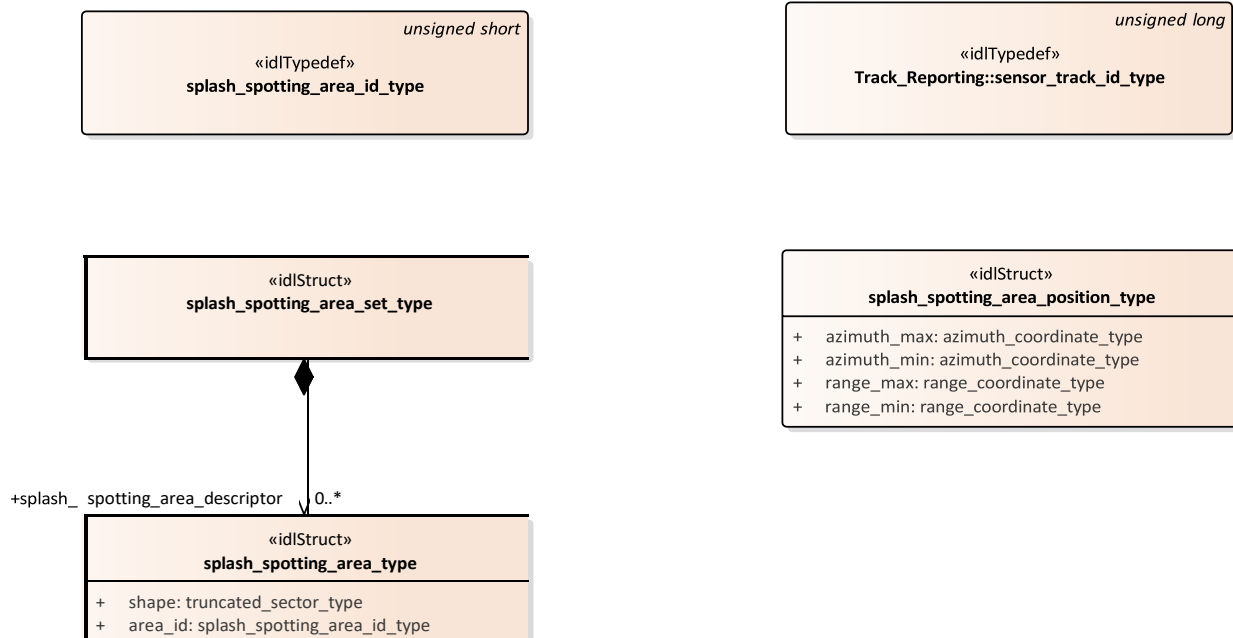 unsigned short
«idlTypedef»
splash_spotting_area_id_type
unsigned long
«idlTypedef»
Track_Reporting::sensor_track_id_type
«idlStruct»
splash_spotting_area_set_type
«idlStruct»
splash_spotting_area_position_type
+ azimuth_max: azimuth_coordinate_type
+ azimuth_min: azimuth_coordinate_type
+ range_max: range_coordinate_type
+ range_min: range_coordinate_type
+splash_ spotting_area_descriptor 0..*
«idlStruct»
splash_spotting_area_type
+ shape: truncated_sector_type
+ area_id: splash_spotting_area_id_type